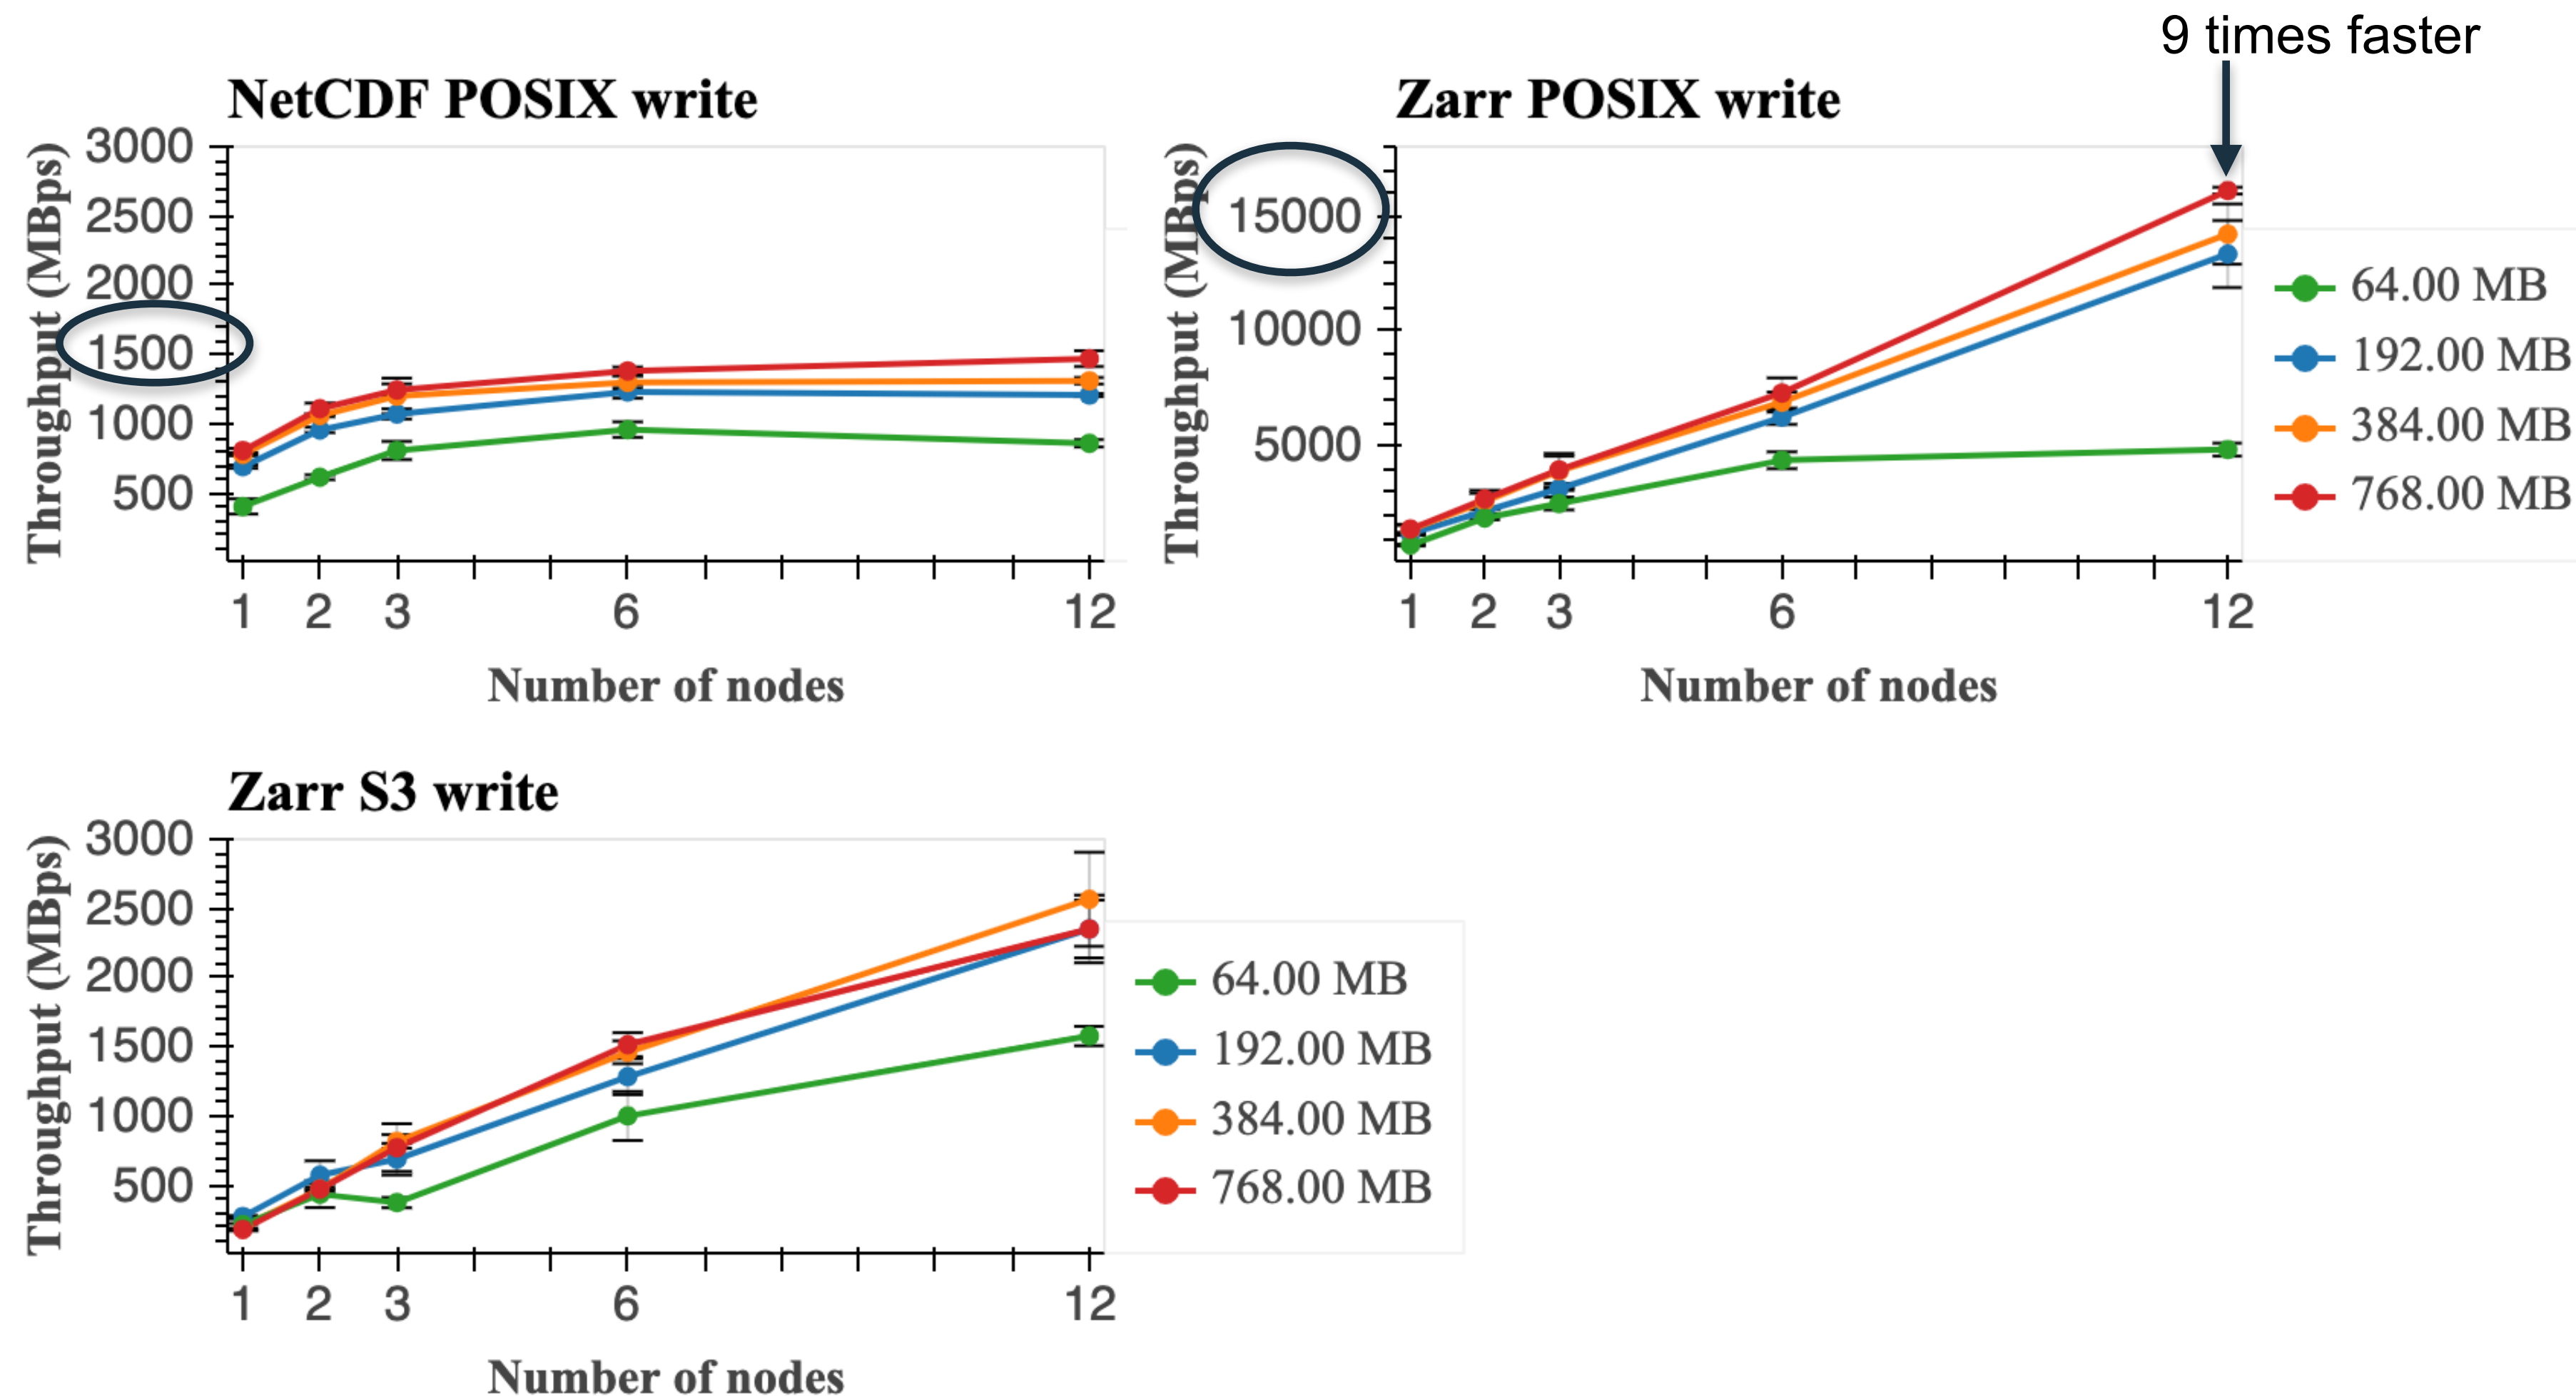 9 times faster
NetCDF POSIX write
Throughput (MBps)
3000
2500
2000
1500
1000
500
1 2 3 6 12
Number of nodes
Zarr POSIX write
Throughput (MBps)
15000
10000
5000
1 2 3 6 12
Number of nodes
64.00 MB
192.00 MB
384.00 MB
768.00 MB
Zarr S3 write
Throughput (MBps)
3000
2500
2000
1500
1000
500
1 2 3 6 12
Number of nodes
64.00 MB
192.00 MB
384.00 MB
768.00 MB